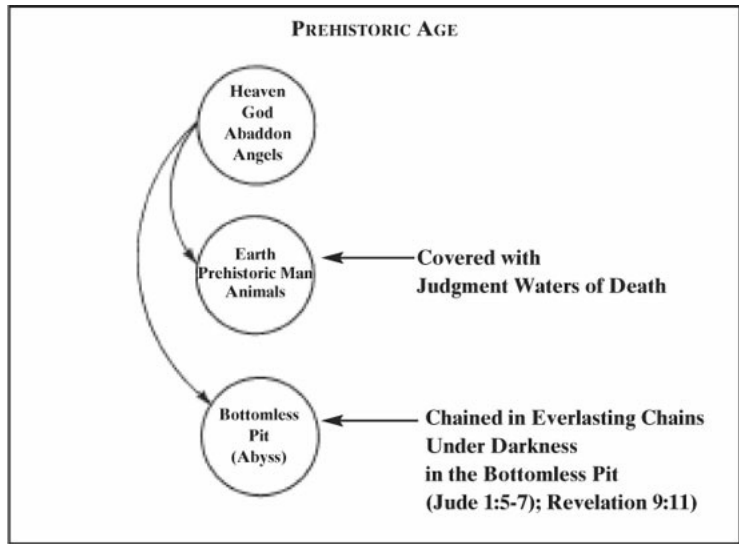 PREHISTORIC AGE
Heaven
God
Abaddon
Angels
Earth
Prehistoric Man
Animals
Covered with
Judgment Waters of Death
Bottomless
Pit
(Abyss)
Chained in Everlasting Chains
Under Darkness
in the Bottomless Pit
(Jude 1:5-7); Revelation 9:11)